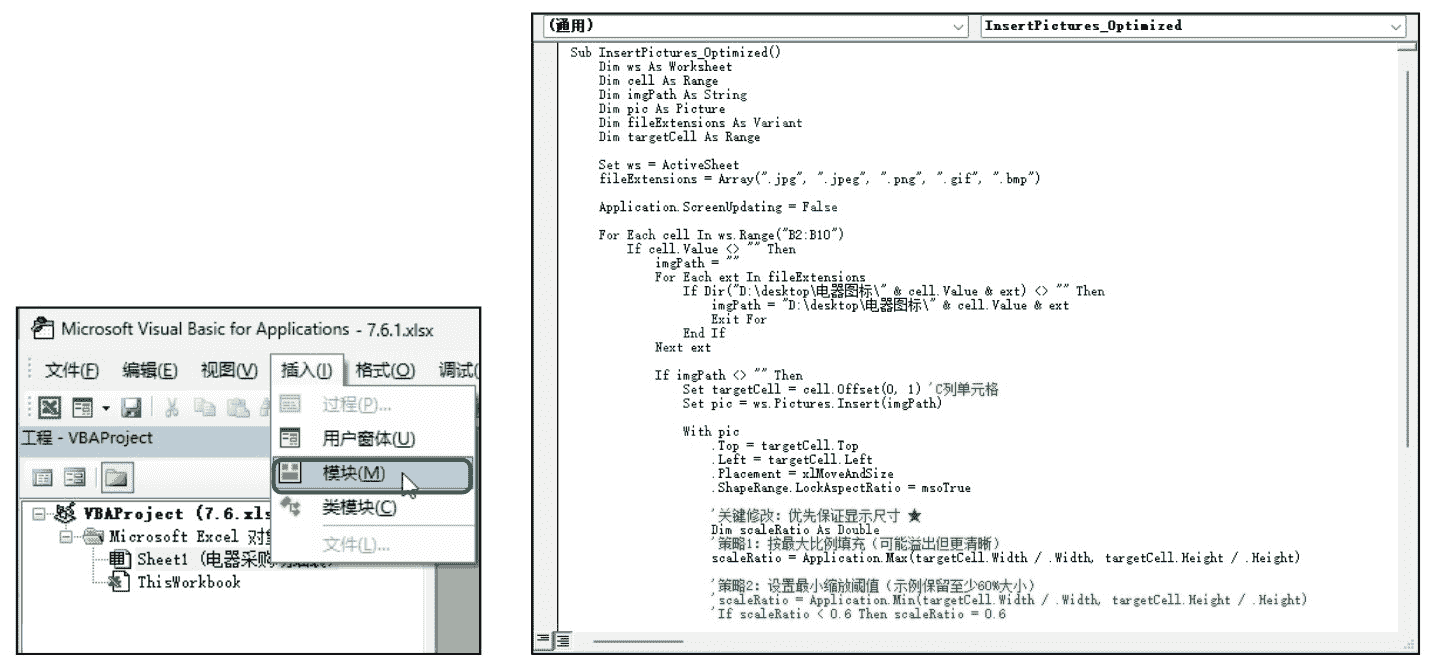 Microsoft Visual Basic for Applications - 7.6.1.xlsx
文件(F) 编辑(E) 视图(V) 插入(I) 格式(O) 调试(
过程(P)...
用户窗体(U)
模块(M)
类模块(C)
文件(L)...
工程 - VBAProject
VBAProject (7.6.xls
Microsoft Excel 对象
Sheet1 (电器采购
ThisWorkbook
(通用)
InsertPictures_Optimized
Sub InsertPictures_Optimized()
    Dim ws As Worksheet
    Dim cell As Range
    Dim imgPath As String
    Dim pic As Picture
    Dim fileExtensions As Variant
    Dim targetCell As Range
    Set ws = ActiveSheet
    fileExtensions = Array(".jpg", ".jpeg", ".png", ".gif", ".bmp")
    Application.ScreenUpdating = False
    For Each cell In ws.Range("B2:B10")
        If cell.Value <> "" Then
            imgPath = ""
            For Each ext In fileExtensions
                If Dir("D:\desktop\电器图标\" & cell.Value & ext) <> "" Then
                    imgPath = "D:\desktop\电器图标\" & cell.Value & ext
                    Exit For
                End If
            Next ext
            If imgPath <> "" Then
                Set targetCell = cell.Offset(0, 1) 'C列单元格
                Set pic = ws.Pictures.Insert(imgPath)
                With pic
                    .Top = targetCell.Top
                    .Left = targetCell.Left
                    .Placement = xlMoveAndSize
                    .ShapeRange.LockAspectRatio = msoTrue
                    '关键修改：优先保证显示尺寸 ★
                    Dim scaleRatio As Double
                    '策略1：按最大比例填充（可能溢出但更清晰）
                    scaleRatio = Application.Max(targetCell.Width / .Width, targetCell.Height / .Height)
                    '策略2：设置最小缩放阈值（示例保留至少60%大小）
                    'scaleRatio = Application.Min(targetCell.Width / .Width, targetCell.Height / .Height)
                    'If scaleRatio < 0.6 Then scaleRatio = 0.6